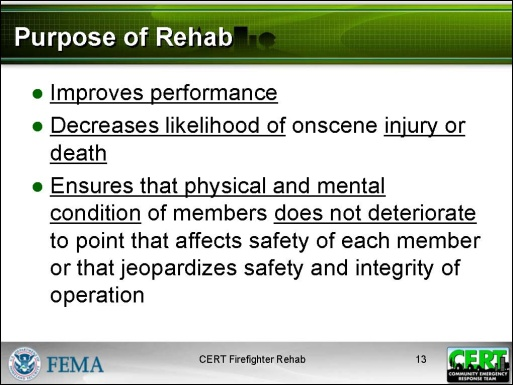 Purpose of Rehab
Improves performance
Decreases likelihood of onscene injury or
death
Ensures that physical and mental
condition of members does not deteriorate
to point that affects safety of each member
or that jeopardizes safety and integrity of
operation
FEMA
CERT Firefighter Rehab
13
CERT
COMMUNITY EMERGENCY
RESPONSE TEAM